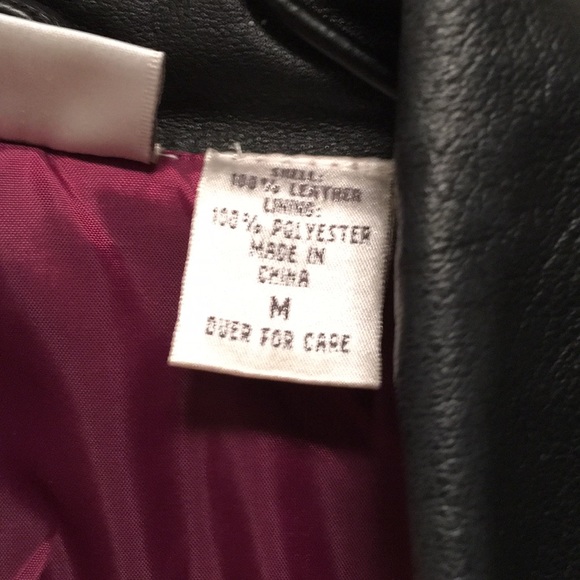 SHELL:
100% LEATHER
LINING:
100% POLYESTER
MADE IN
CHINA
M
OVER FOR CARE